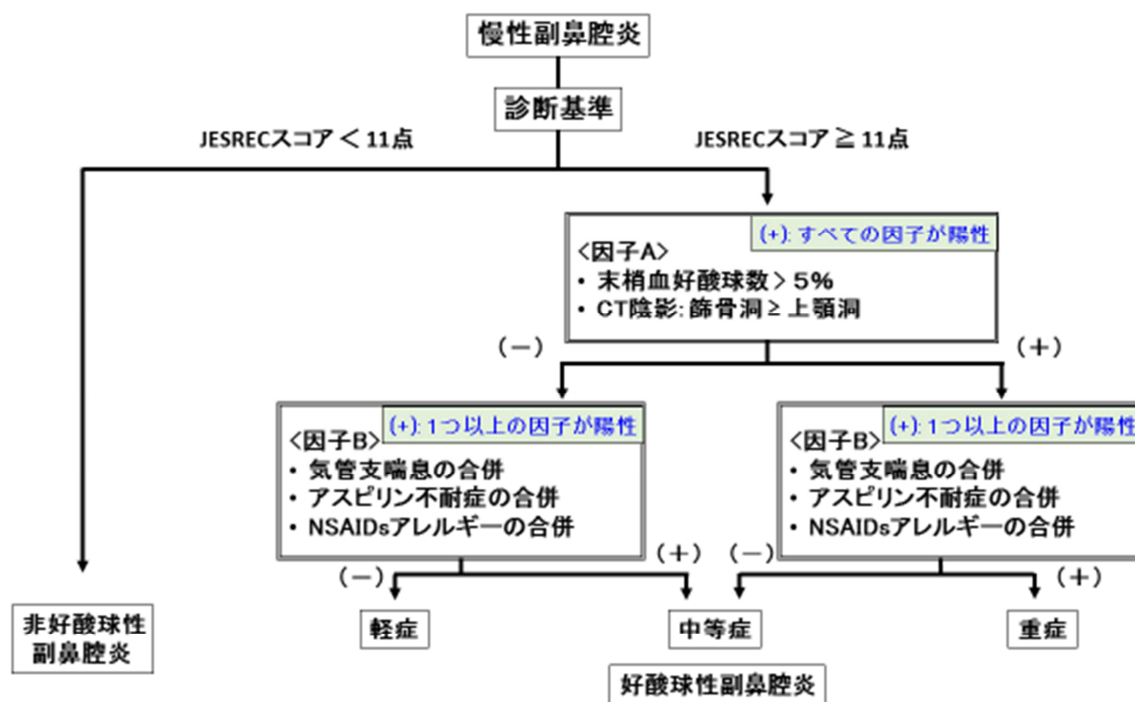 慢性副鼻腔炎
診断基準
JESRECスコア < 11点
JESRECスコア ≧ 11点
(+): すべての因子が陽性
<因子A>
• 末梢血好酸球数 > 5%
• CT陰影: 篩骨洞 ≥ 上顎洞
(－)
(＋)
(+): 1つ以上の因子が陽性
<因子B>
• 気管支喘息の合併
• アスピリン不耐症の合併
• NSAIDsアレルギーの合併
(+): 1つ以上の因子が陽性
<因子B>
• 気管支喘息の合併
• アスピリン不耐症の合併
• NSAIDsアレルギーの合併
(－)
(＋)
(－)
(＋)
非好酸球性
副鼻腔炎
軽症
中等症
重症
好酸球性副鼻腔炎